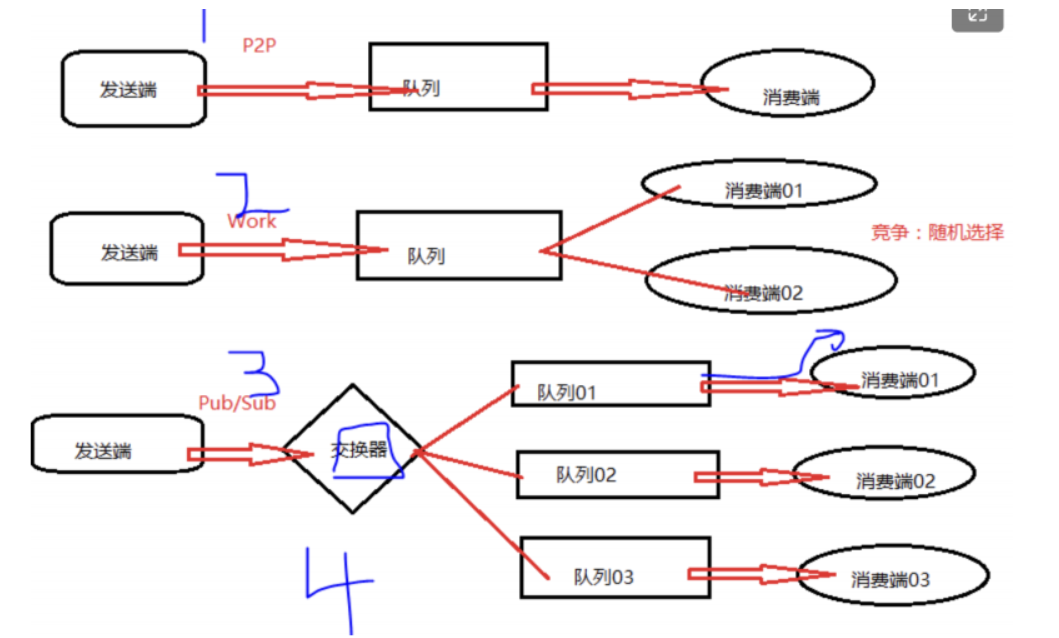 1
P2P
发送端
队列
消费端
2
Work
发送端
队列
消费端01
竞争：随机选择
消费端02
3
Pub/Sub
发送端
交换器
队列01
消费端01
队列02
消费端02
队列03
消费端03
4